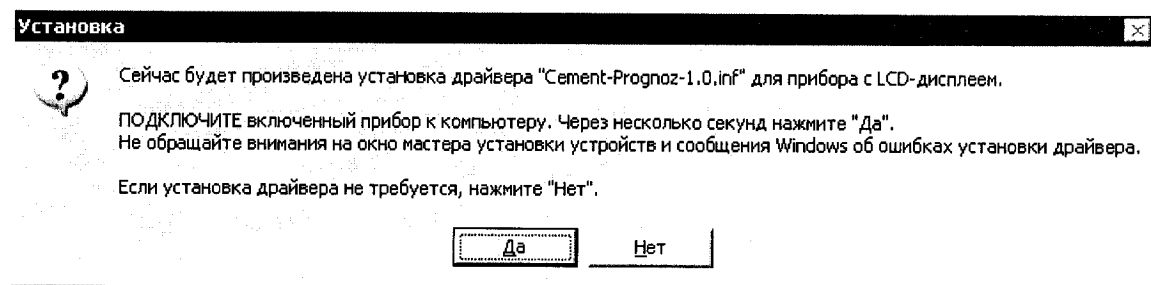 Установка
Сейчас будет произведена установка драйвера "Cement-Prognoz-1.0.inf" для прибора с LCD-дисплеем.
ПОДКЛЮЧИТЕ включенный прибор к компьютеру. Через несколько секунд нажмите "Да".
Не обращайте внимания на окно мастера установки устройств и сообщения Windows об ошибках установки драйвера.
Если установка драйвера не требуется, нажмите "Нет".
Да Нет